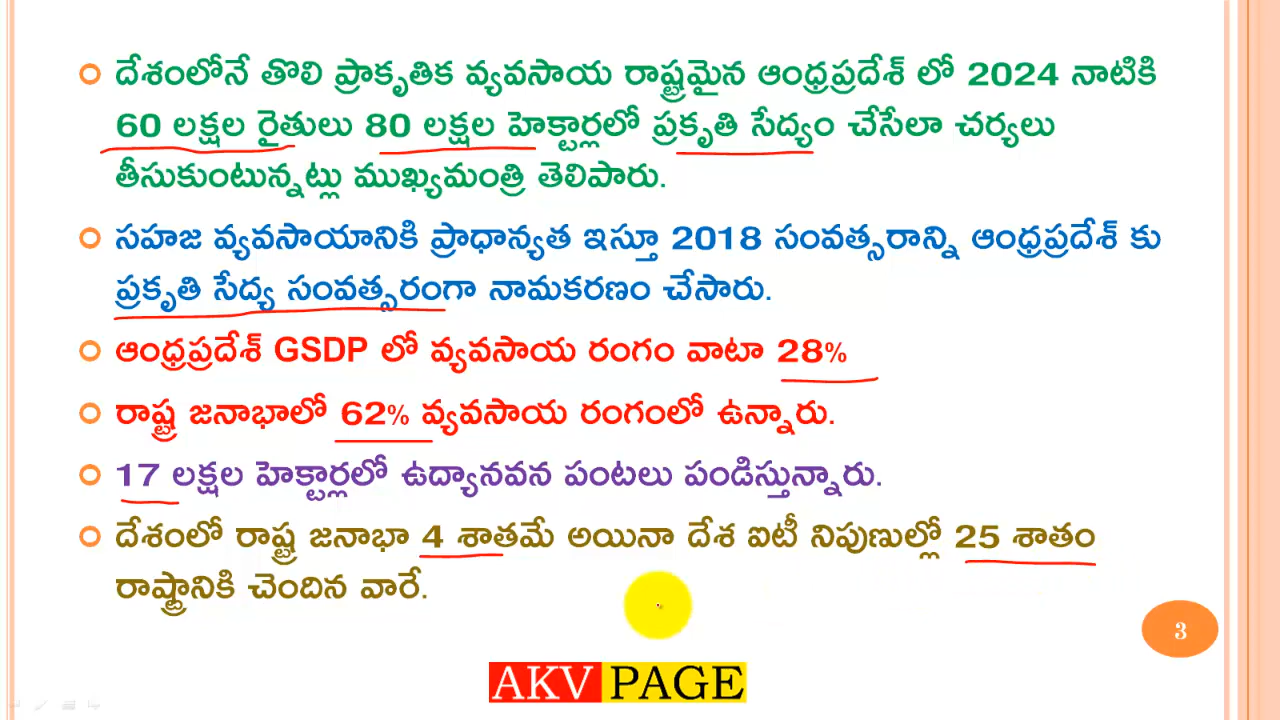 దేశంలోనే తొలి ప్రాకృతిక వ్యవసాయ రాష్ట్రమైన ఆంధ్రప్రదేశ్ లో 2024 నాటికి
60 లక్షల రైతులు 80 లక్షల హెక్టార్లలో ప్రకృతి సేద్యం చేసేలా చర్యలు
తీసుకుంటున్నట్లు ముఖ్యమంత్రి తెలిపారు.
సహజ వ్యవసాయానికి ప్రాధాన్యత ఇస్తూ 2018 సంవత్సరాన్ని ఆంధ్రప్రదేశ్ కు
ప్రకృతి సేద్య సంవత్సరంగా నామకరణం చేసారు.
ఆంధ్రప్రదేశ్ GSDP లో వ్యవసాయ రంగం వాటా 28%
రాష్ట్ర జనాభాలో 62% వ్యవసాయ రంగంలో ఉన్నారు.
17 లక్షల హెక్టార్లలో ఉద్యానవన పంటలు పండిస్తున్నారు.
దేశంలో రాష్ట్ర జనాభా 4 శాతమే అయినా దేశ ఐటీ నిపుణుల్లో 25 శాతం
రాష్ట్రానికి చెందిన వారే.
3
AKV PAGE